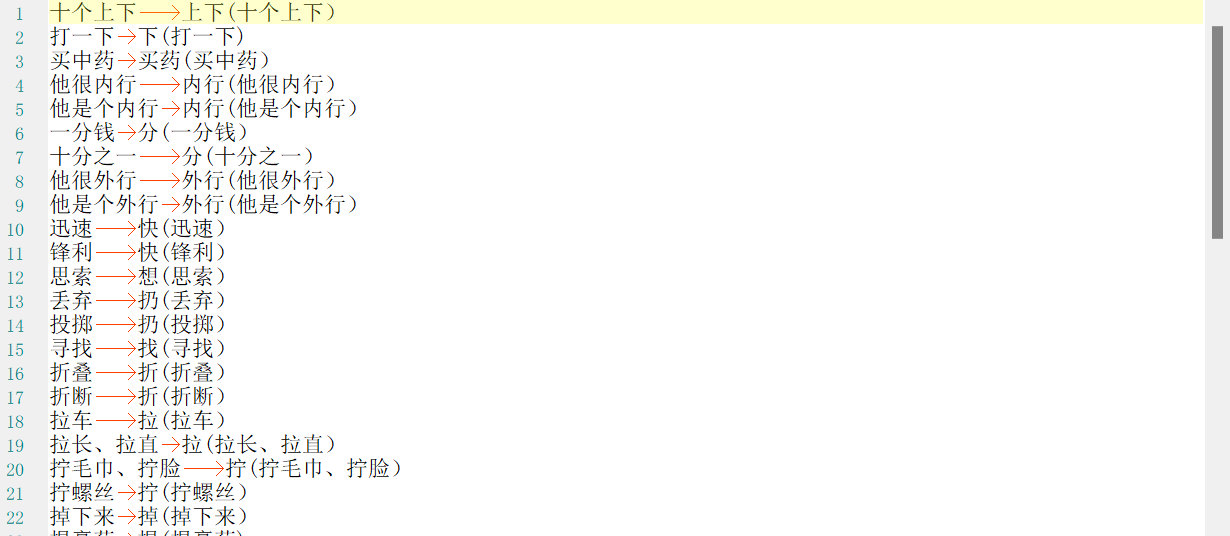 1 十个上下→上下(十个上下)
2 打一下→下(打一下)
3 买中药→买药(买中药)
4 他很内行→内行(他很内行)
5 他是个内行→内行(他是个内行)
6 一分钱→分(一分钱)
7 十分之一→分(十分之一)
8 他很外行→外行(他很外行)
9 他是个外行→外行(他是个外行)
10 迅速→快(迅速)
11 锋利→快(锋利)
12 思索→想(思索)
13 丢弃→扔(丢弃)
14 投掷→扔(投掷)
15 寻找→找(寻找)
16 折叠→折(折叠)
17 折断→折(折断)
18 拉车→拉(拉车)
19 拉长、拉直→拉(拉长、拉直)
20 拧毛巾、拧脸→拧(拧毛巾、拧脸)
21 拧螺丝→拧(拧螺丝)
22 掉下来→掉(掉下来)